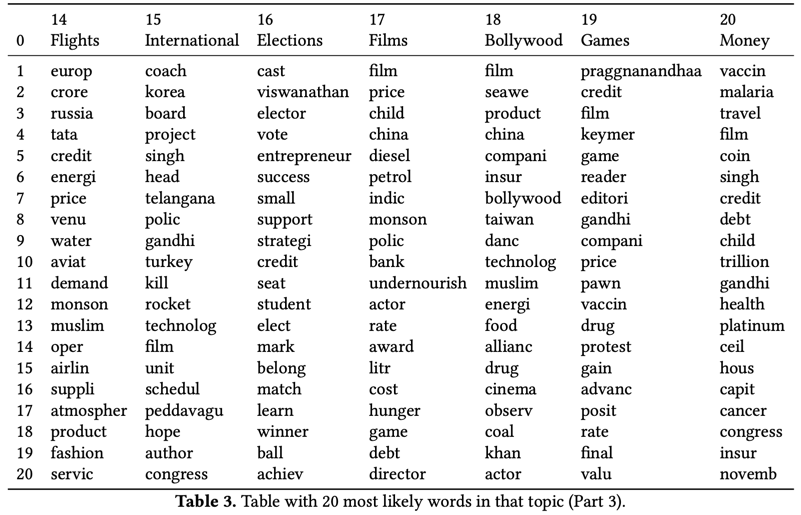 14 15 16 17 18 19 20
0 Flights International Elections Films Bollywood Games Money
1 europ coach cast film film praggnanandhaa vaccin
2 crore korea viswanathan price seawe credit malaria
3 russia board elector child product film travel
4 tata project vote china china keymer film
5 credit singh entrepreneur diesel compani game coin
6 energi head success petrol insur reader singh
7 price telangana small indic bollywood editori credit
8 venu polic support monson taiwan gandhi debt
9 water gandhi strategi polic danc compani child
10 aviat turkey credit bank technolog price trillion
11 demand kill seat undernourish muslim pawn gandhi
12 monson rocket student actor energi vaccin health
13 muslim technolog elect rate food drug platinum
14 oper film mark award allianc protest ceil
15 airlin unit belong litr drug gain hous
16 suppli schedul match cost cinema advanc capit
17 atmospher peddavagu learn hunger observ posit cancer
18 product hope winner game coal rate congress
19 fashion author ball debt khan final insur
20 servic congress achiev director actor valu novemb
Table 3. Table with 20 most likely words in that topic (Part 3).